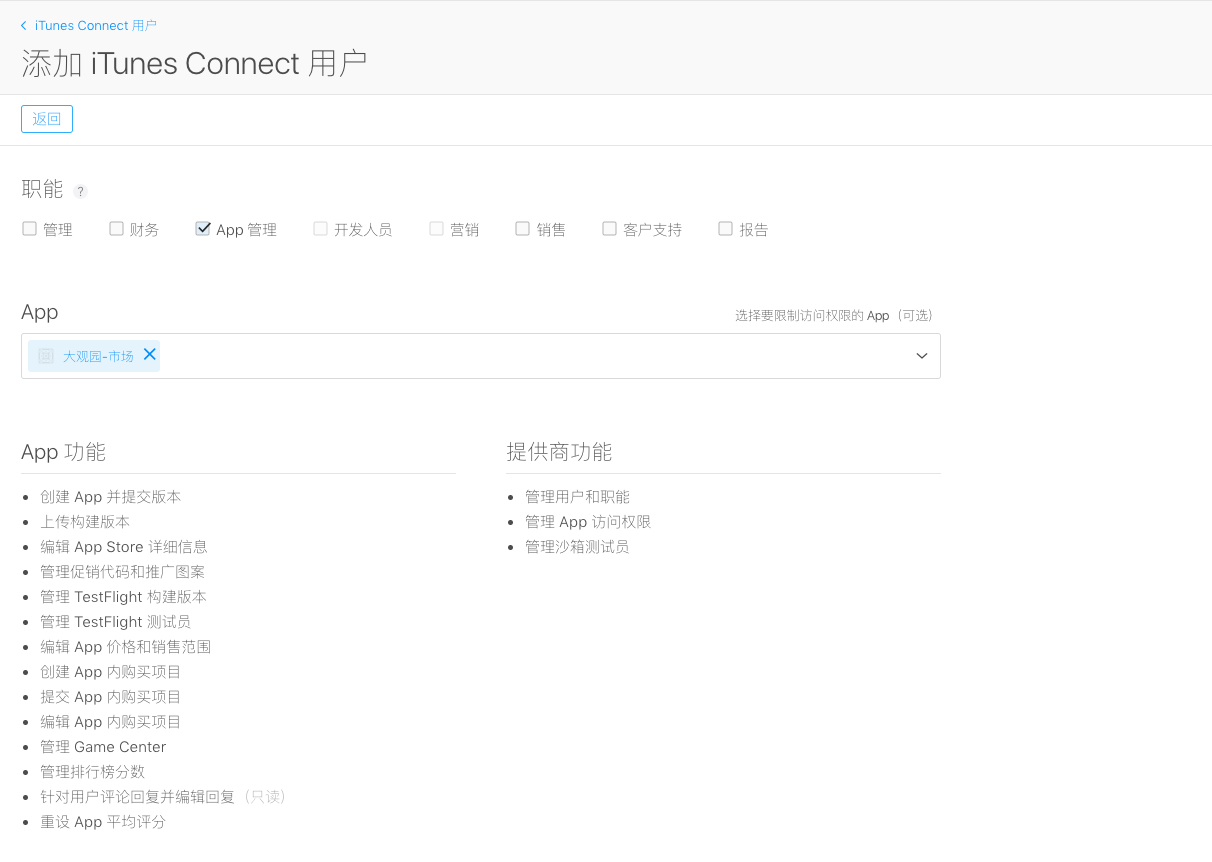 iTunes Connect 用户
添加 iTunes Connect 用户
返回
职能 ?
管理 财务 App 管理 开发人员 营销 销售 客户支持 报告
App 选择要限制访问权限的 App（可选）
大观园-市场
App 功能
创建 App 并提交版本
上传构建版本
编辑 App Store 详细信息
管理促销代码和推广图案
管理 TestFlight 构建版本
管理 TestFlight 测试员
编辑 App 价格和销售范围
创建 App 内购买项目
提交 App 内购买项目
编辑 App 内购买项目
管理 Game Center
管理排行榜分数
针对用户评论回复并编辑回复（只读）
重设 App 平均评分
提供商功能
管理用户和职能
管理 App 访问权限
管理沙箱测试员